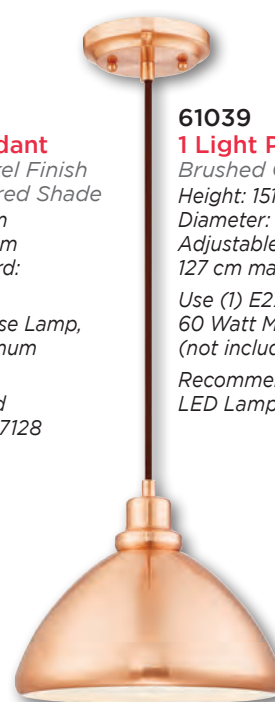 dant
el Finish
red Shade
m
m
rd:
se Lamp,
num
d
7128
61039
1 Light P
Brushed
Height: 151
Diameter:
Adjustable
127 cm ma
Use (1) E2
60 Watt M
(not includ
Recomme
LED Lamp